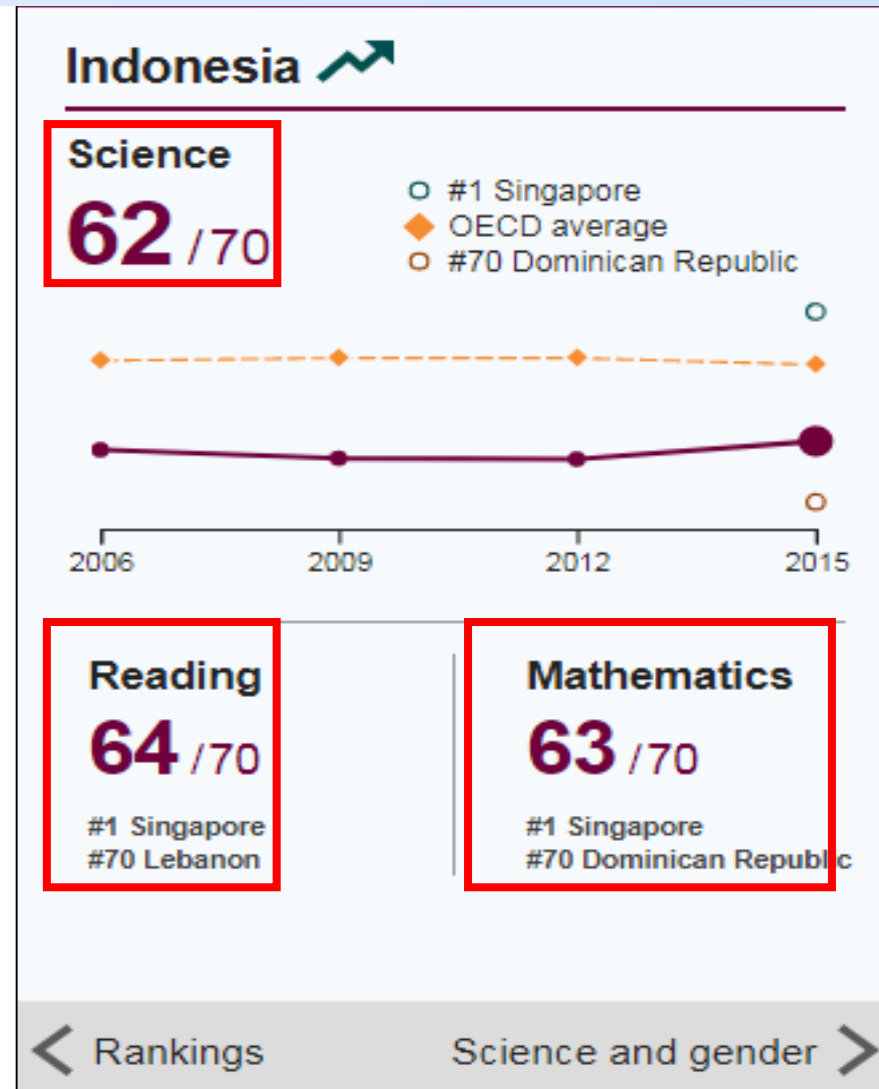 Indonesia
Science
62 /70
#1 Singapore
OECD average
#70 Dominican Republic
2006 2009 2012 2015
Reading
64 /70
#1 Singapore
#70 Lebanon
Mathematics
63 /70
#1 Singapore
#70 Dominican Republic
Rankings
Science and gender